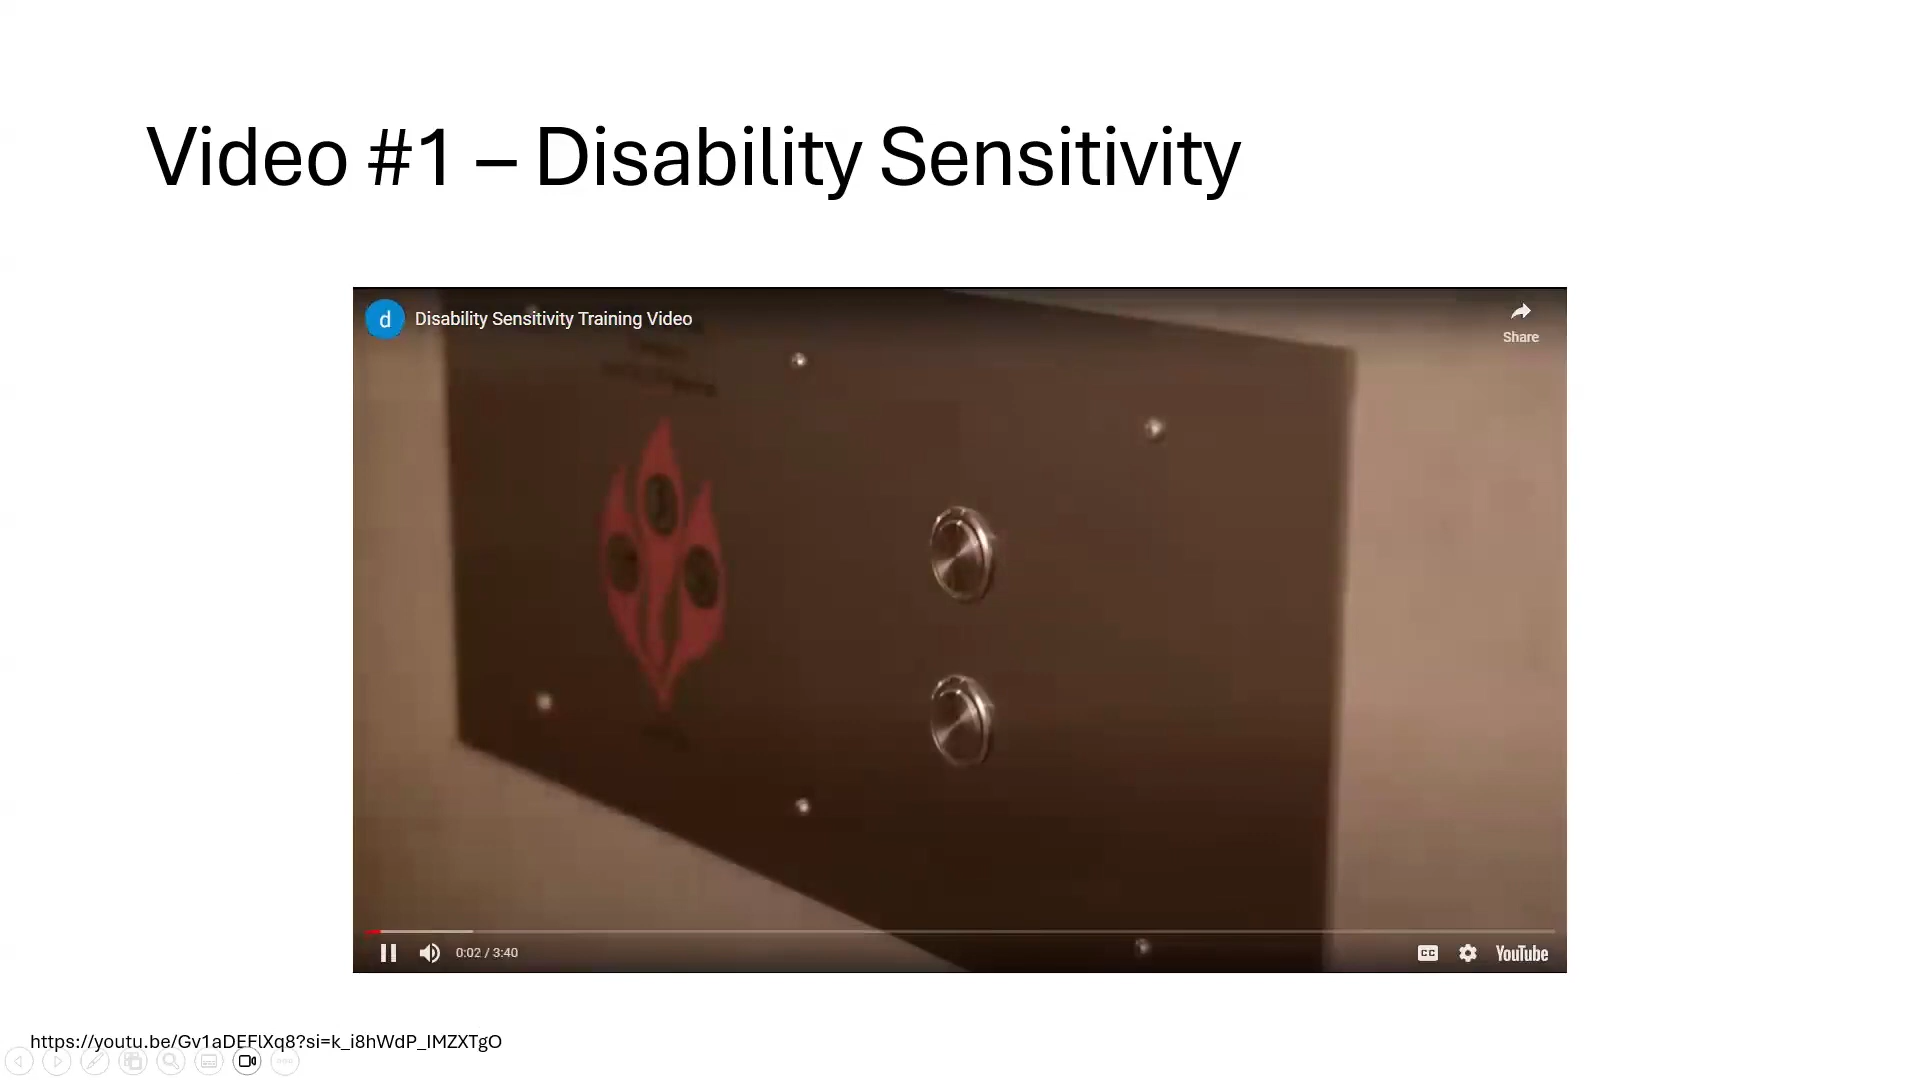 Video #1 – Disability Sensitivity
d
Disability Sensitivity Training Video
Share
0:02 / 3:40
CC
YouTube
https://youtu.be/Gv1aDEFlXq8?si=k_i8hWdP_IMZXTgO